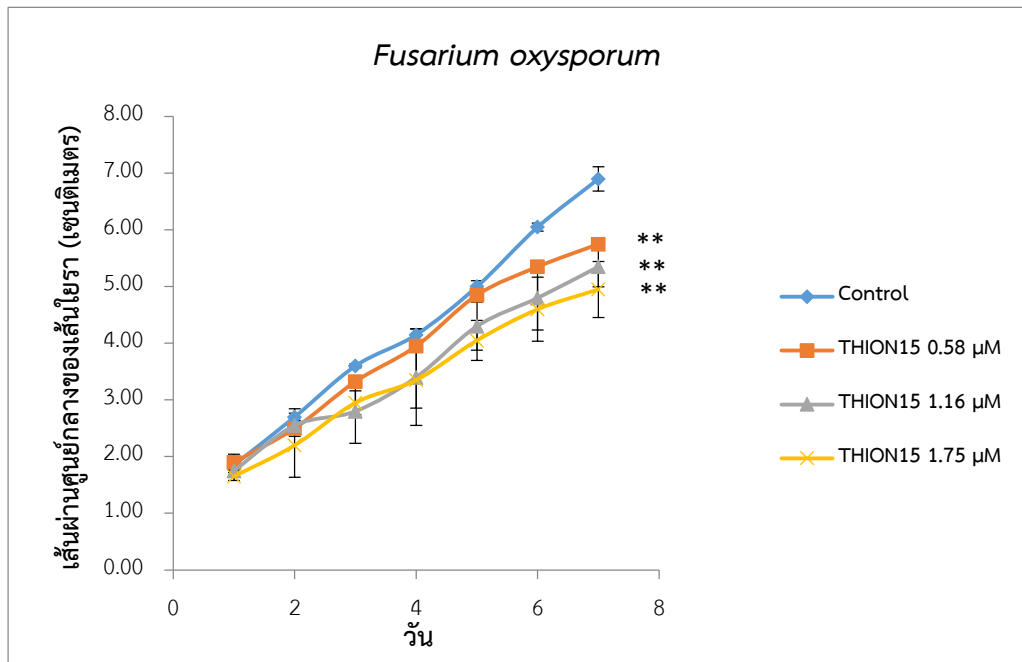 Fusarium oxysporum
เส้นผ่านศูนย์กลางของเส้นใยรา (เซนติเมตร)
8.00
7.00
6.00
5.00
4.00
3.00
2.00
1.00
0.00
0 2 4 6 8
วัน
**
**
**
Control
THION15 0.58 µM
THION15 1.16 µM
THION15 1.75 µM